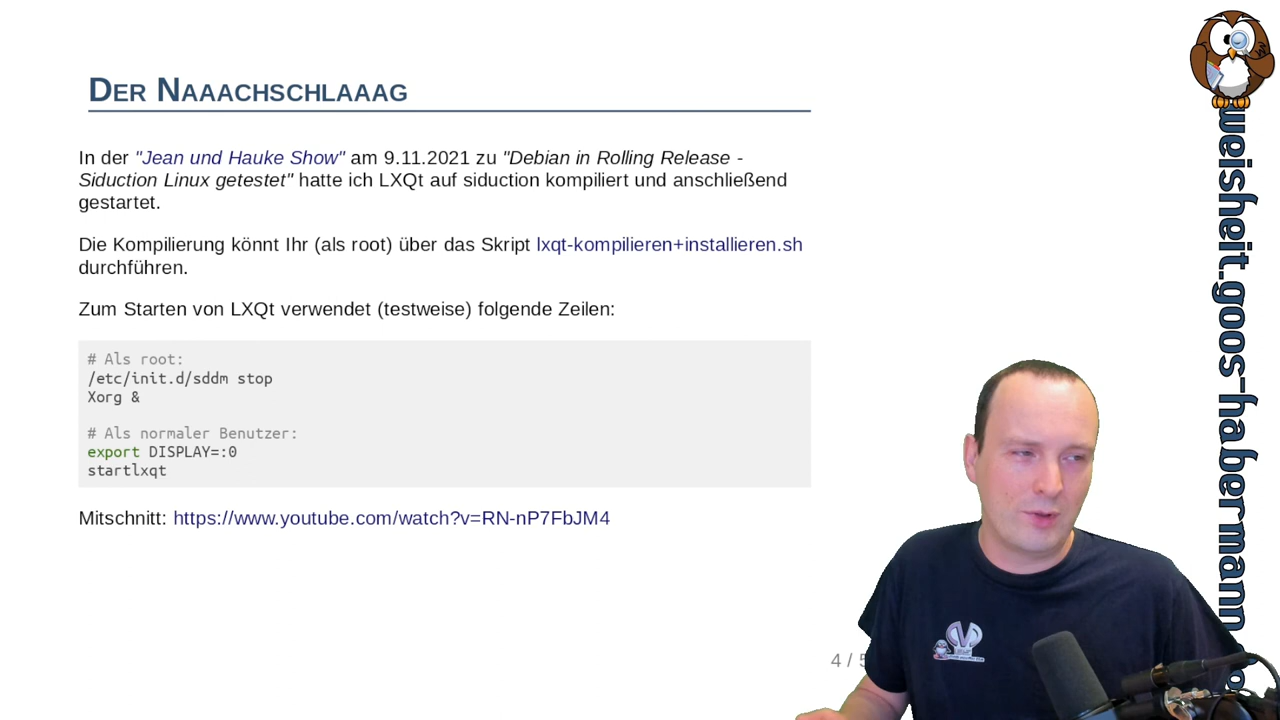 Der Naaachschlaaag
In der "Jean und Hauke Show" am 9.11.2021 zu "Debian in Rolling Release -
Siduction Linux getestet" hatte ich LXQt auf siduction kompiliert und anschließend
gestartet.
Die Kompilierung könnt Ihr (als root) über das Skript lxqt-kompilieren+installieren.sh
durchführen.
Zum Starten von LXQt verwendet (testweise) folgende Zeilen:
# Als root:
/etc/init.d/sddm stop
Xorg &
# Als normaler Benutzer:
export DISPLAY=:0
startlxqt
Mitschnitt: https://www.youtube.com/watch?v=RN-nP7FbJM4
4 / 5
weisheit.goos-habermann